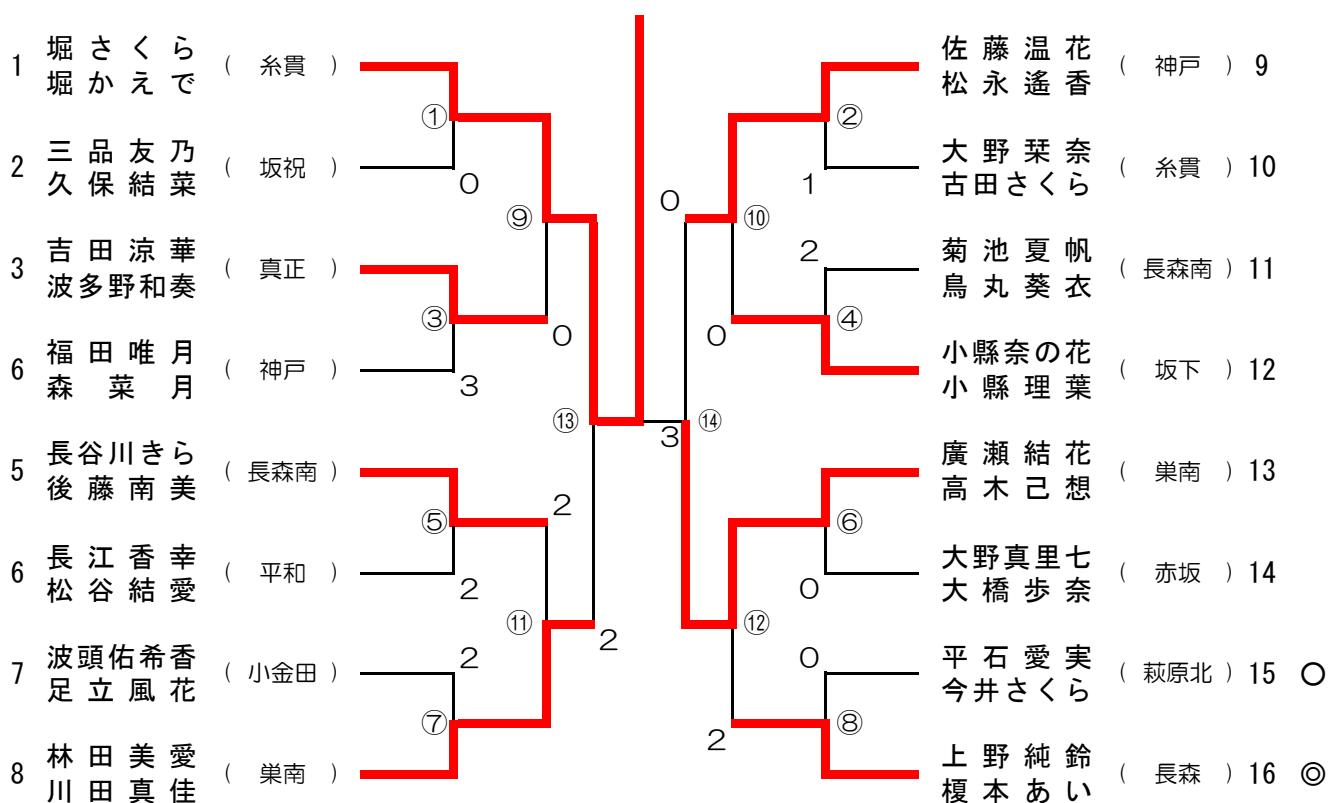 1 堀さくら 堀かえで ( 糸貫 )
2 三品友乃 久保結菜 ( 坂祝 )
3 吉田涼華 波多野和奏 ( 真正 )
6 福田唯月 森菜月 ( 神戸 )
5 長谷川きら 後藤南美 ( 長森南 )
6 長江香幸 松谷結愛 ( 平和 )
7 波頭佑希香 足立風花 ( 小金田 )
8 林田美愛 川田真佳 ( 巣南 )
①
0
⑨
③
0
3
⑬
⑤
2
2
⑪
2
2
⑦
3
②
1
0
⑩
2
④
0
⑭
⑥
0
⑫
0
⑧
2
佐藤温花 松永遙香 ( 神戸 ) 9
大野栞奈 古田さくら ( 糸貫 ) 10
菊池夏帆 鳥丸葵衣 ( 長森南 ) 11
小縣奈の花 小縣理葉 ( 坂下 ) 12
廣瀬結花 高木己想 ( 巣南 ) 13
大野真里七 大橋歩奈 ( 赤坂 ) 14
平石愛実 今井さくら ( 萩原北 ) 15 ○
上野純鈴 榎本あい ( 長森 ) 16 ◎